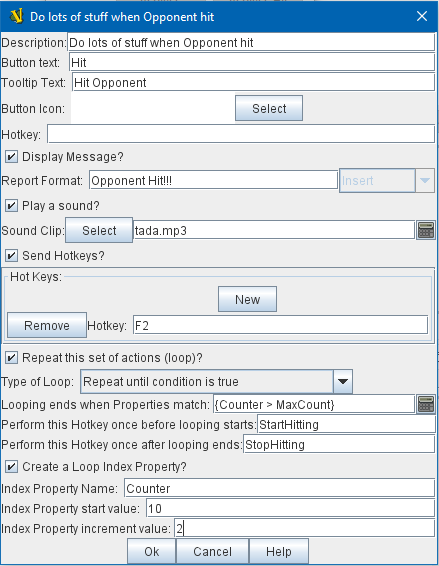 Do lots of stuff when Opponent hit
Description: Do lots of stuff when Opponent hit
Button text: Hit
Tooltip Text: Hit Opponent
Button Icon: Select
Hotkey:
Display Message?
Report Format: Opponent Hit!!! Insert
Play a sound?
Sound Clip: Select tada.mp3
Send Hotkeys?
Hot Keys:
New
Remove Hotkey: F2
Repeat this set of actions (loop)?
Type of Loop: Repeat until condition is true
Looping ends when Properties match: {Counter > MaxCount}
Perform this Hotkey once before looping starts: StartHitting
Perform this Hotkey once after looping ends: StopHitting
Create a Loop Index Property?
Index Property Name: Counter
Index Property start value: 10
Index Property increment value: 2
Ok Cancel Help